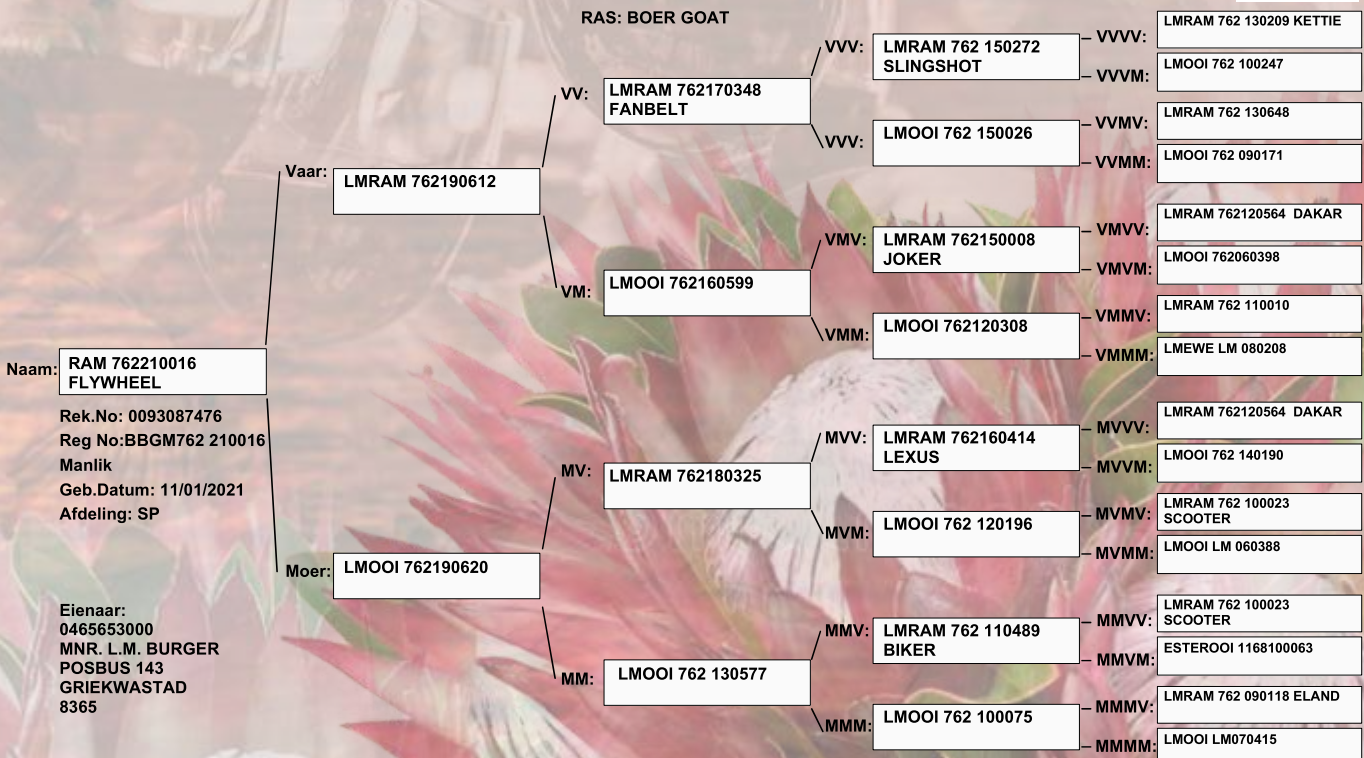 RAS: BOER GOAT
Naam:
RAM 762210016
FLYWHEEL
Rek.No: 0093087476
Reg No:BBGM762 210016
Manlik
Geb.Datum: 11/01/2021
Afdeling: SP
Eienaar:
0465653000
MNR. L.M. BURGER
POSBUS 143
GRIEKWASTAD
8365
Vaar:
LMRAM 762190612
Moer:
LMOOI 762190620
VV:
LMRAM 762170348
FANBELT
VM:
LMOOI 762160599
MV:
LMRAM 762180325
MM:
LMOOI 762 130577
VVV:
LMRAM 762 150272
SLINGSHOT
VVV:
LMOOI 762 150026
VMV:
LMRAM 762150008
JOKER
VMM:
LMOOI 762120308
MVV:
LMRAM 762160414
LEXUS
MVM:
LMOOI 762 120196
MMV:
LMRAM 762 110489
BIKER
MMM:
LMOOI 762 100075
VVVV:
LMRAM 762 130209 KETTIE
VVVM:
LMOOI 762 100247
VVMV:
LMRAM 762 130648
VVMM:
LMOOI 762 090171
VMVV:
LMRAM 762120564 DAKAR
VMVM:
LMOOI 762060398
VMMV:
LMRAM 762 110010
VMMM:
LMEWE LM 080208
MVVV:
LMRAM 762120564 DAKAR
MVVM:
LMOOI 762 140190
MVMV:
LMRAM 762 100023
SCOOTER
MVMM:
LMOOI LM 060388
MMVV:
LMRAM 762 100023
SCOOTER
MMVM:
ESTEROOI 1168100063
MMMV:
LMRAM 762 090118 ELAND
MMMM:
LMOOI LM070415